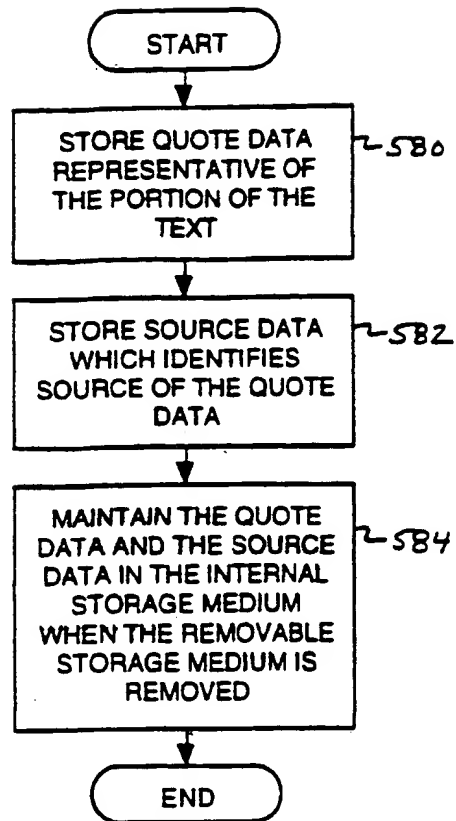 START
STORE QUOTE DATA
REPRESENTATIVE OF
THE PORTION OF THE
TEXT
580
STORE SOURCE DATA
WHICH IDENTIFIES
SOURCE OF THE QUOTE
DATA
582
MAINTAIN THE QUOTE
DATA AND THE SOURCE
DATA IN THE INTERNAL
STORAGE MEDIUM
WHEN THE REMOVABLE
STORAGE MEDIUM IS
REMOVED
584
END